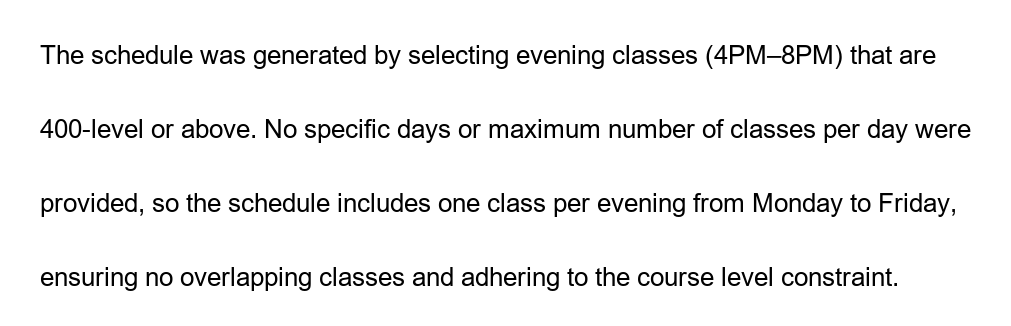 The schedule was generated by selecting evening classes (4PM–8PM) that are
400-level or above. No specific days or maximum number of classes per day were
provided, so the schedule includes one class per evening from Monday to Friday,
ensuring no overlapping classes and adhering to the course level constraint.